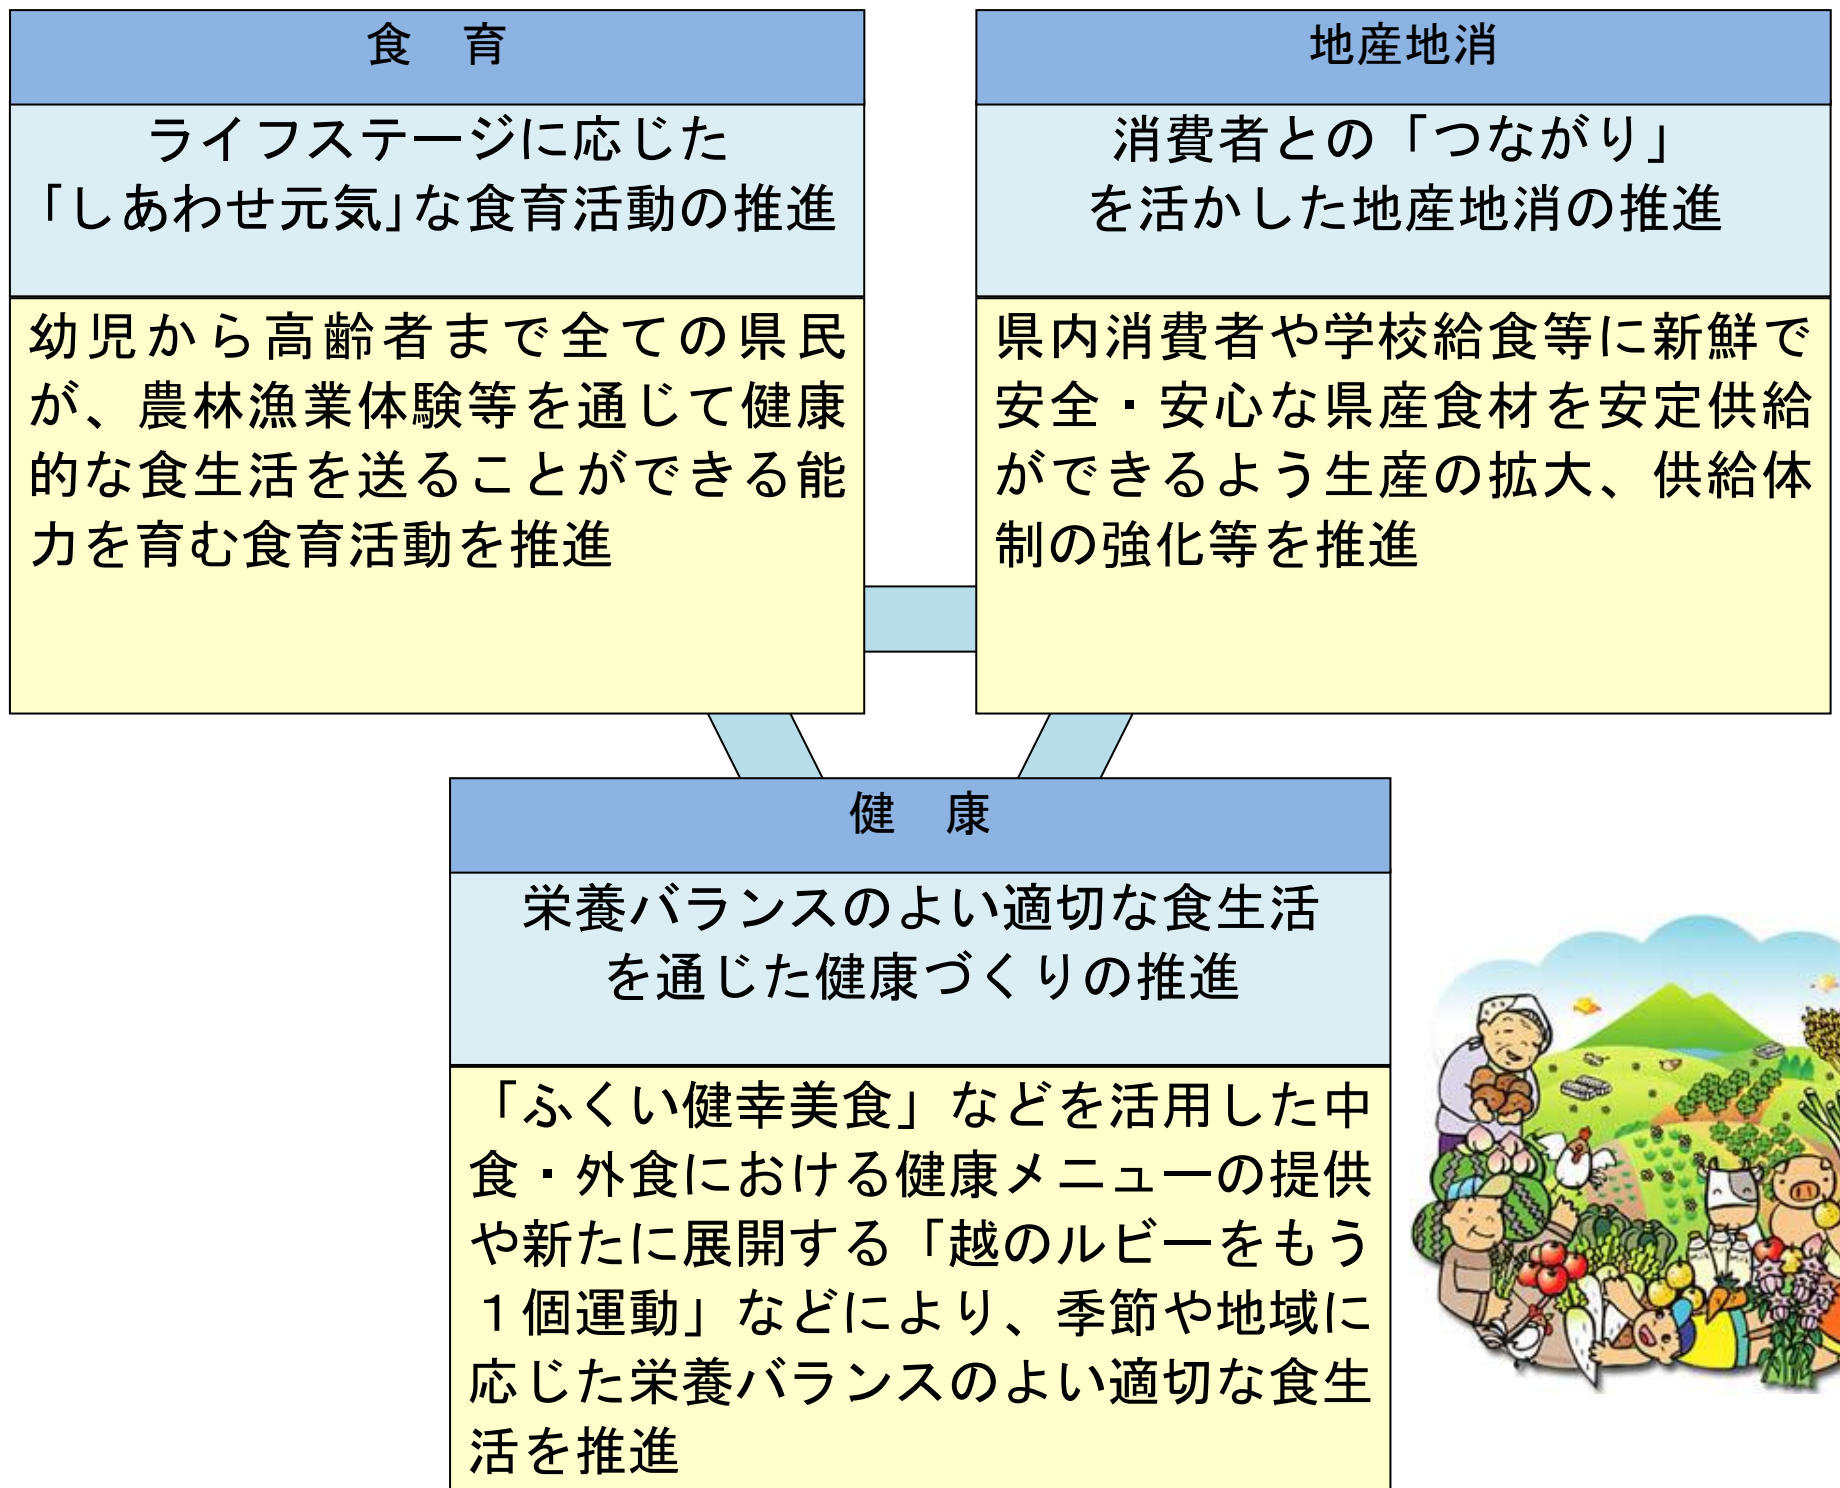 食　育
ライフステージに応じた
「しあわせ元気」な食育活動の推進
幼児から高齢者まで全ての県民
が、農林漁業体験等を通じて健康
的な食生活を送ることができる能
力を育む食育活動を推進
地産地消
消費者との「つながり」
を活かした地産地消の推進
県内消費者や学校給食等に新鮮で
安全・安心な県産食材を安定供給
ができるよう生産の拡大、供給体
制の強化等を推進
健　康
栄養バランスのよい適切な食生活
を通じた健康づくりの推進
「ふくい健幸美食」などを活用した中
食・外食における健康メニューの提供
や新たに展開する「越のルビーをもう
１個運動」などにより、季節や地域に
応じた栄養バランスのよい適切な食生
活を推進